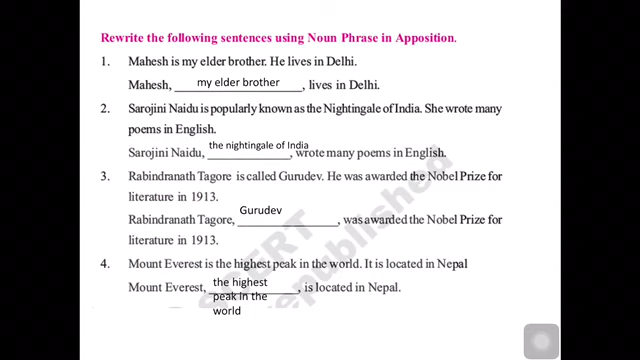 Rewrite the following sentences using Noun Phrase in Apposition.
1. Mahesh is my elder brother. He lives in Delhi.
Mahesh, my elder brother, lives in Delhi.
2. Sarojini Naidu is popularly known as the Nightingale of India. She wrote many
poems in English.
Sarojini Naidu, the nightingale of India, wrote many poems in English.
3. Rabindranath Tagore is called Gurudev. He was awarded the Nobel Prize for
literature in 1913.
Rabindranath Tagore, Gurudev, was awarded the Nobel Prize for
literature in 1913.
4. Mount Everest is the highest peak in the world. It is located in Nepal
Mount Everest, the highest
peak in the
world, is located in Nepal.
republished